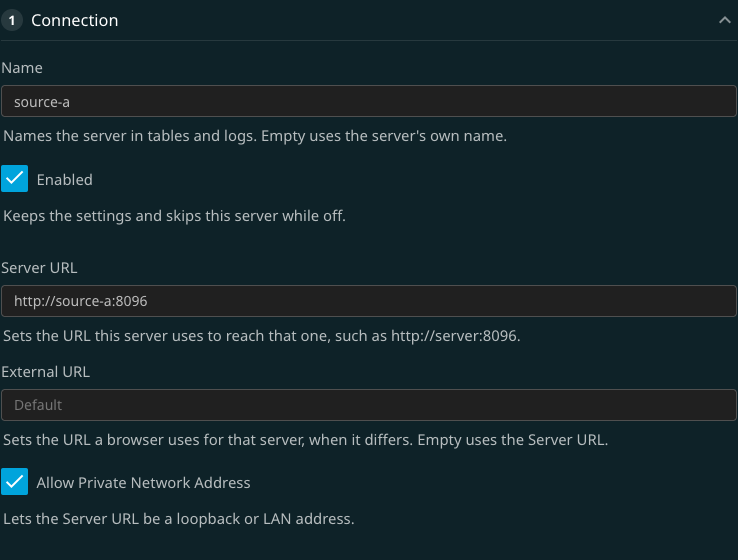 1 Connection
Name
source-a
Names the server in tables and logs. Empty uses the server's own name.
Enabled
Keeps the settings and skips this server while off.
Server URL
http://source-a:8096
Sets the URL this server uses to reach that one, such as http://server:8096.
External URL
Default
Sets the URL a browser uses for that server, when it differs. Empty uses the Server URL.
Allow Private Network Address
Lets the Server URL be a loopback or LAN address.